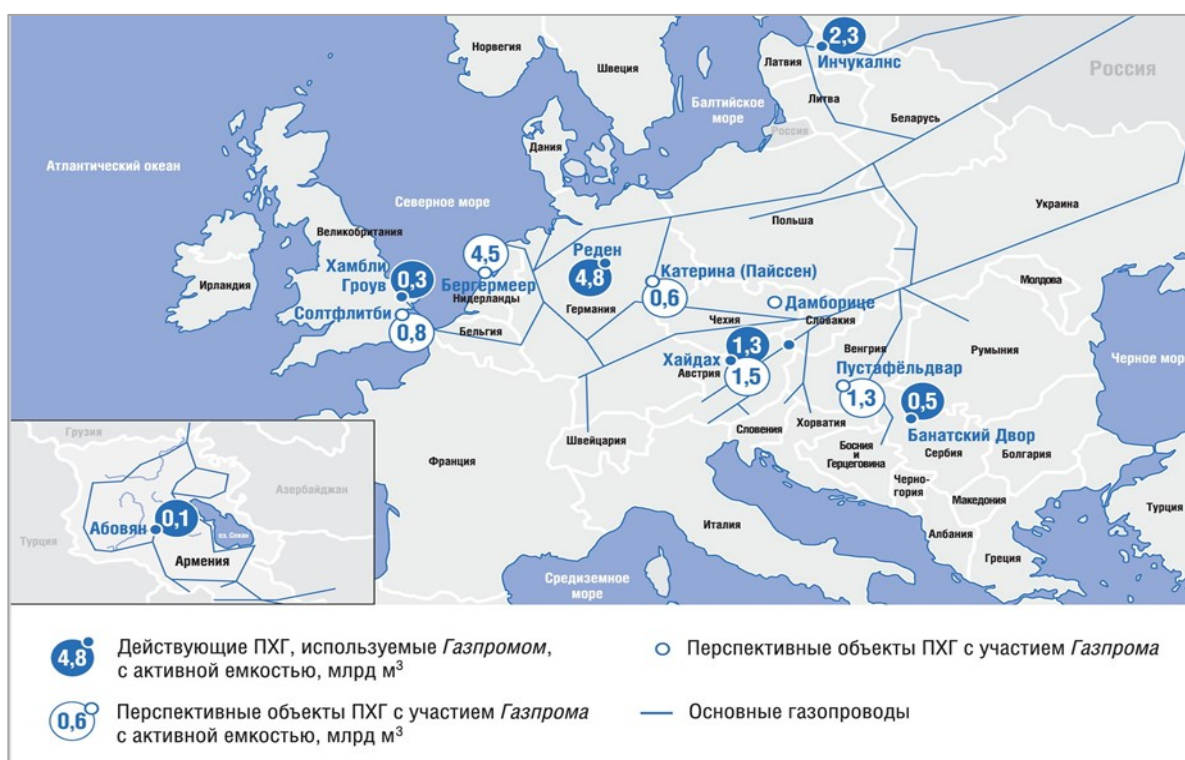 Норвегия
Швеция
2,3
Инчукалнс
Латвия
Россия
Литва
Балтийское
море
Беларусь
Россия
Атлантический океан
Дания
Северное море
Великобритания
Польша
Украина
Хамбли
Гроув
0,3
4,5
Бергермеер
Нидерланды
Реден
4,8
Германия
Катерина (Пайссен)
0,6
Ирландия
Солтфлитби
0,8
Бельгия
Дамборице
Чехия
Словакия
Молдова
Хайдах
1,3
Австрия
1,5
Венгрия
Румыния
Черное мор
Пустафёльдвар
1,3
0,5
Банатский Двор
Сербия
Болгария
Словения
Хорватия
Швейцария
Франция
Босния
и
Герцеговина
Черно-
гория
Македония
Турция
Италия
Албания
Греция
Средиземное
море
Грузия
Азербайджан
Абовян
0,1
оз. Севан
Турция
Армения
4,8
Действующие ПХГ, используемые Газпромом,
с активной емкостью, млрд м³
0,6
Перспективные объекты ПХГ с участием Газпрома
с активной емкостью, млрд м³
Перспективные объекты ПХГ с участием Газпрома
Основные газопроводы